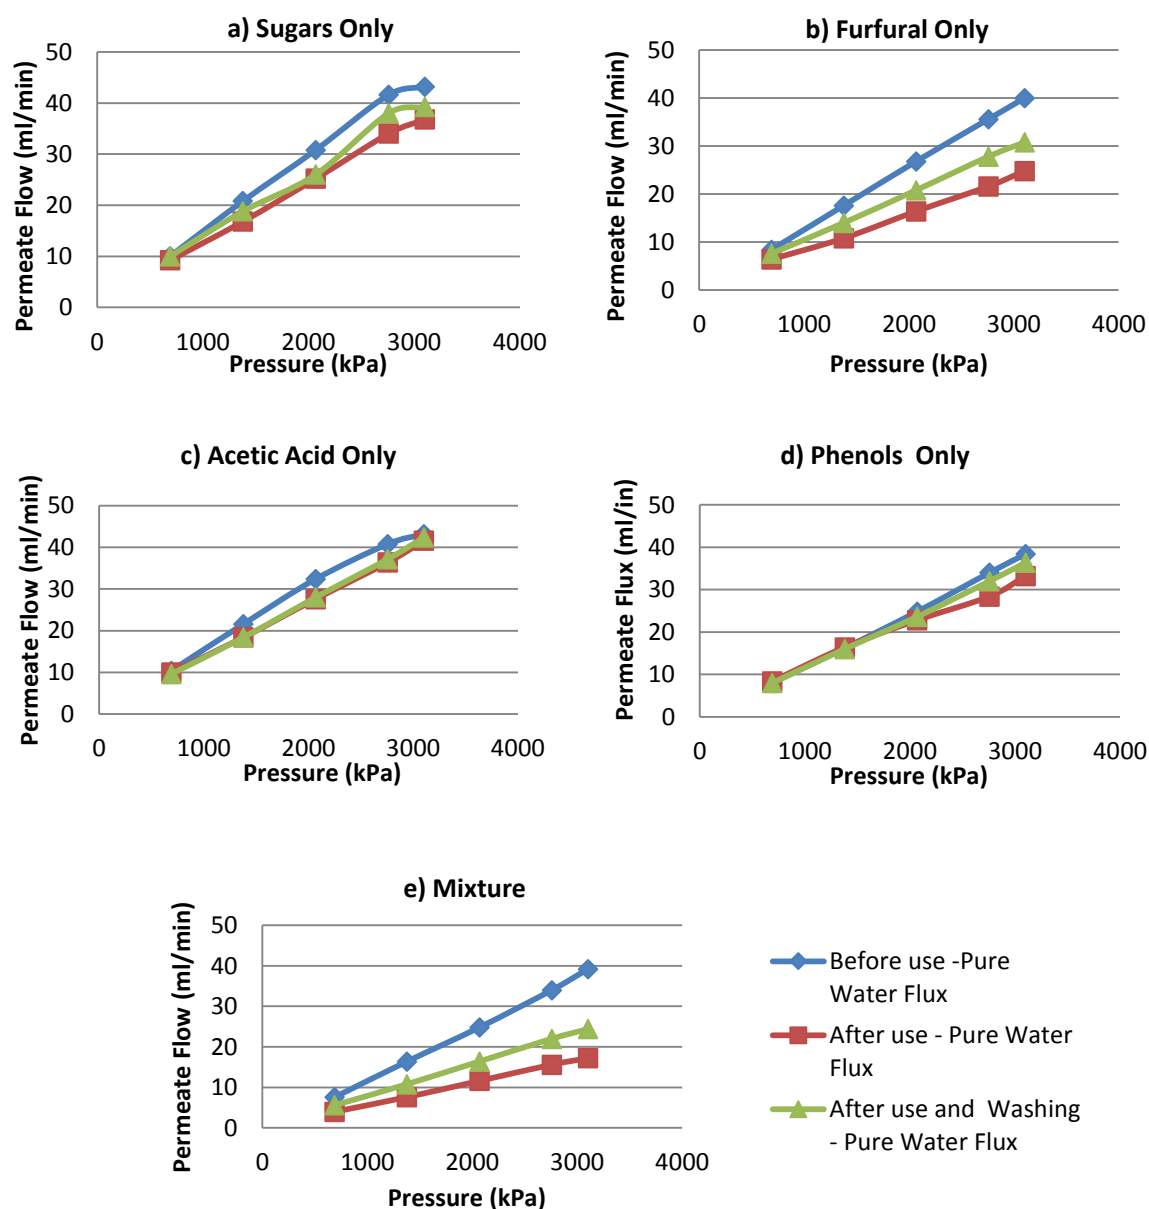 a) Sugars Only
Permeate Flow (ml/min)
50
40
30
20
10
0
0 1000 2000 3000 4000
Pressure (kPa)
b) Furfural Only
Permeate Flow (ml/min)
50
40
30
20
10
0
0 1000 2000 3000 4000
Pressure (kPa)
c) Acetic Acid Only
Permeate Flow (ml/min)
50
40
30
20
10
0
0 1000 2000 3000 4000
Pressure (kPa)
d) Phenols Only
Permeate Flux (ml/in)
50
40
30
20
10
0
0 1000 2000 3000 4000
Pressure (kPa)
e) Mixture
Permeate Flow (ml/min)
50
40
30
20
10
0
0 1000 2000 3000 4000
Pressure (kPa)
Before use -Pure
Water Flux
After use - Pure Water
Flux
After use and Washing
- Pure Water Flux